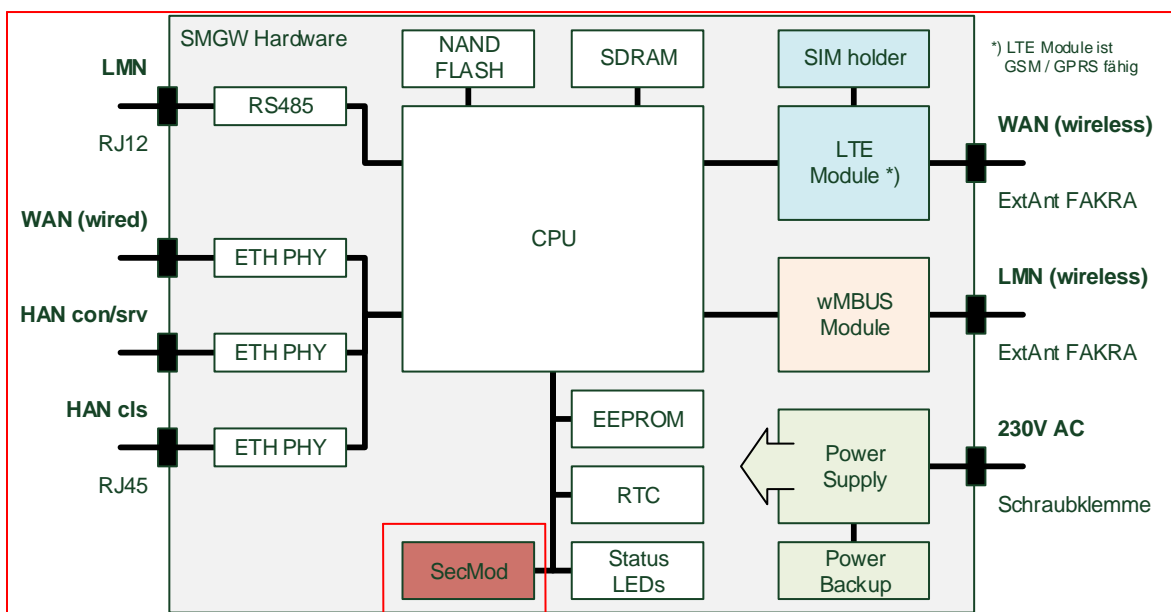 SMGW Hardware
NAND
FLASH
SDRAM
SIM holder
*) LTE Module ist
GSM / GPRS fähig
LMN
RS485
RJ12
LTE
Module *)
WAN (wireless)
ExtAnt FAKRA
WAN (wired)
ETH PHY
CPU
HAN con/srv
ETH PHY
wMBUS
Module
LMN (wireless)
ExtAnt FAKRA
HAN cls
ETH PHY
RJ45
EEPROM
RTC
Power
Supply
230V AC
Schraubklemme
SecMod
Status
LEDs
Power
Backup